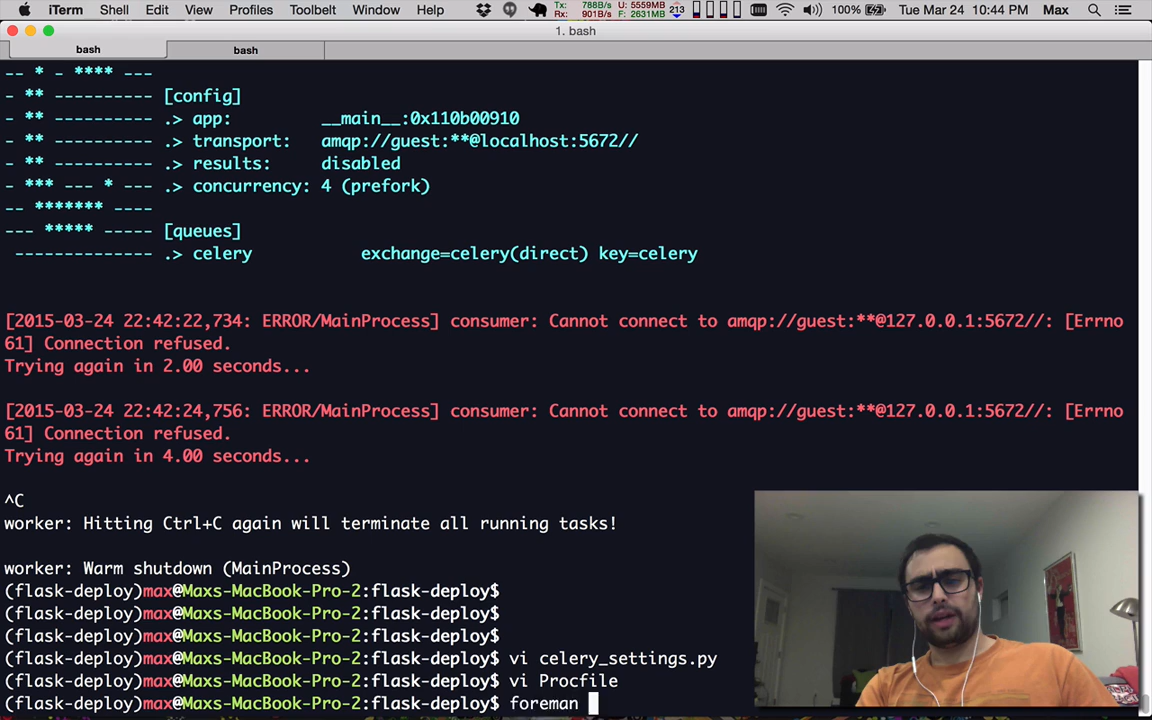 iTerm Shell Edit View Profiles Toolbelt Window Help Tx: 788B/s Rx: 901B/s U: 5559MB F: 2631MB 213 100% Tue Mar 24 10:44 PM Max
1. bash
bash bash
-- * - **** ---
- ** ---------- [config]
- ** ---------- .> app: __main__:0x110b00910
- ** ---------- .> transport: amqp://guest:**@localhost:5672//
- ** ---------- .> results: disabled
- *** --- * --- .> concurrency: 4 (prefork)
-- ******* ----
--- ***** ----- [queues]
-------------- .> celery exchange=celery(direct) key=celery
[2015-03-24 22:42:22,734: ERROR/MainProcess] consumer: Cannot connect to amqp://guest:**@127.0.0.1:5672//: [Errno
61] Connection refused.
Trying again in 2.00 seconds...
[2015-03-24 22:42:24,756: ERROR/MainProcess] consumer: Cannot connect to amqp://guest:**@127.0.0.1:5672//: [Errno
61] Connection refused.
Trying again in 4.00 seconds...
^C
worker: Hitting Ctrl+C again will terminate all running tasks!
worker: Warm shutdown (MainProcess)
(flask-deploy)max@Maxs-MacBook-Pro-2:flask-deploy$
(flask-deploy)max@Maxs-MacBook-Pro-2:flask-deploy$
(flask-deploy)max@Maxs-MacBook-Pro-2:flask-deploy$
(flask-deploy)max@Maxs-MacBook-Pro-2:flask-deploy$ vi celery_settings.py
(flask-deploy)max@Maxs-MacBook-Pro-2:flask-deploy$ vi Procfile
(flask-deploy)max@Maxs-MacBook-Pro-2:flask-deploy$ foreman